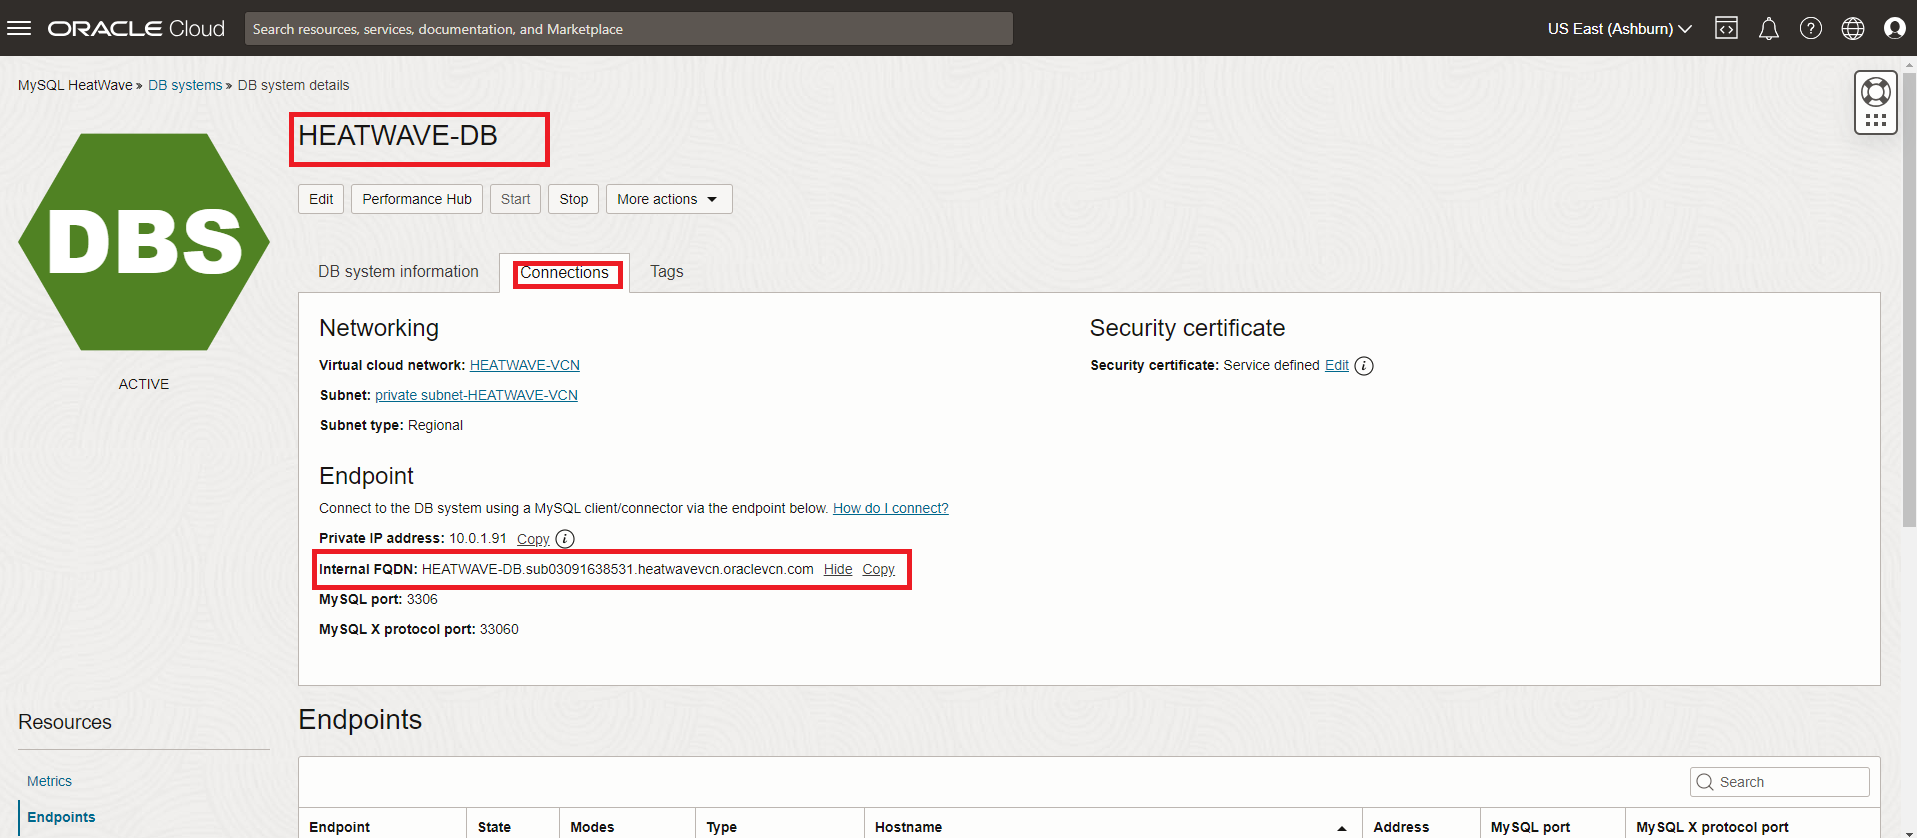 ORACLE Cloud
Search resources, services, documentation, and Marketplace
US East (Ashburn)
MySQL HeatWave » DB systems » DB system details
DBS
ACTIVE
HEATWAVE-DB
Edit Performance Hub Start Stop More actions
DB system information Connections Tags
Networking
Virtual cloud network: HEATWAVE-VCN
Subnet: private subnet-HEATWAVE-VCN
Subnet type: Regional
Security certificate
Security certificate: Service defined Edit i
Endpoint
Connect to the DB system using a MySQL client/connector via the endpoint below. How do I connect?
Private IP address: 10.0.1.91 Copy i
Internal FQDN: HEATWAVE-DB.sub03091638531.heatwavevcn.oraclevcn.com Hide Copy
MySQL port: 3306
MySQL X protocol port: 33060
Resources
Metrics
Endpoints
Endpoints
Search
Endpoint State Modes Type Hostname Address MySQL port MySQL X protocol port